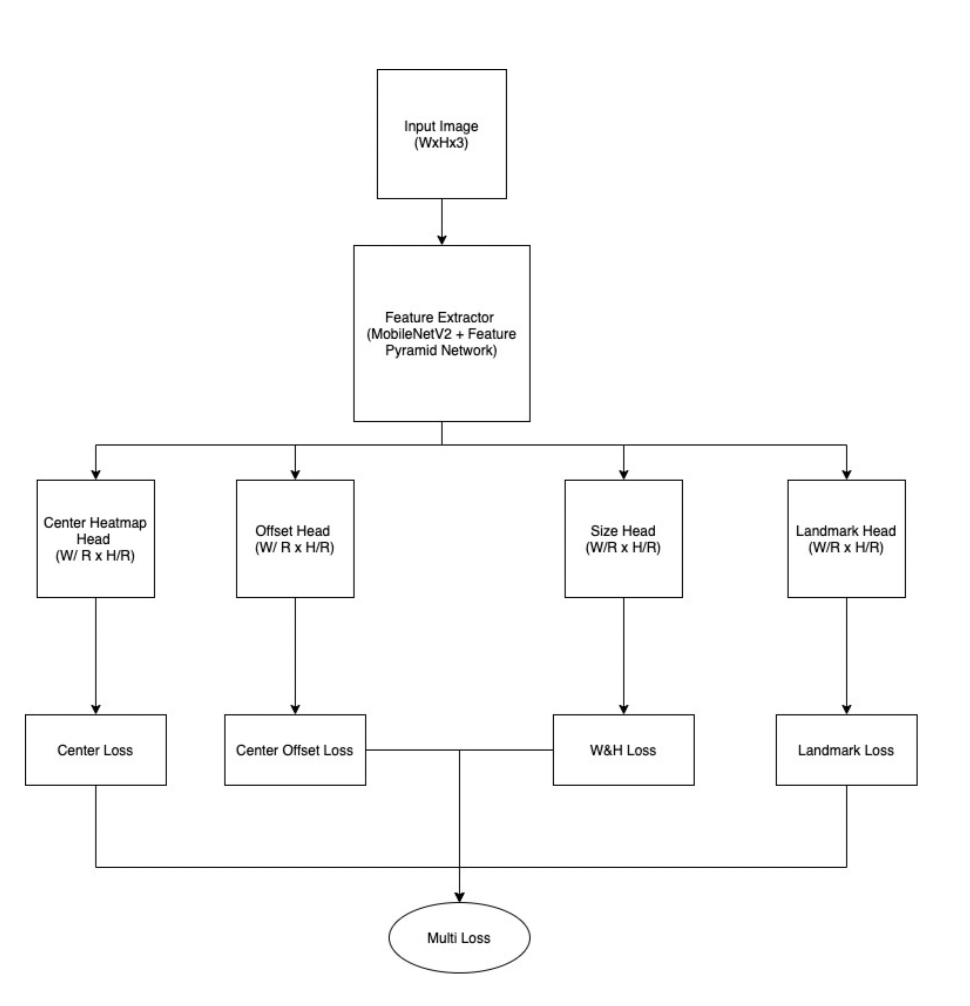 Input Image
(WxHx3)
Feature Extractor
(MobileNetV2 + Feature
Pyramid Network)
Center Heatmap
Head
(W/ R x H/R)
Offset Head
(W/ R x H/R)
Size Head
(W/R x H/R)
Landmark Head
(W/R x H/R)
Center Loss
Center Offset Loss
W&H Loss
Landmark Loss
Multi Loss